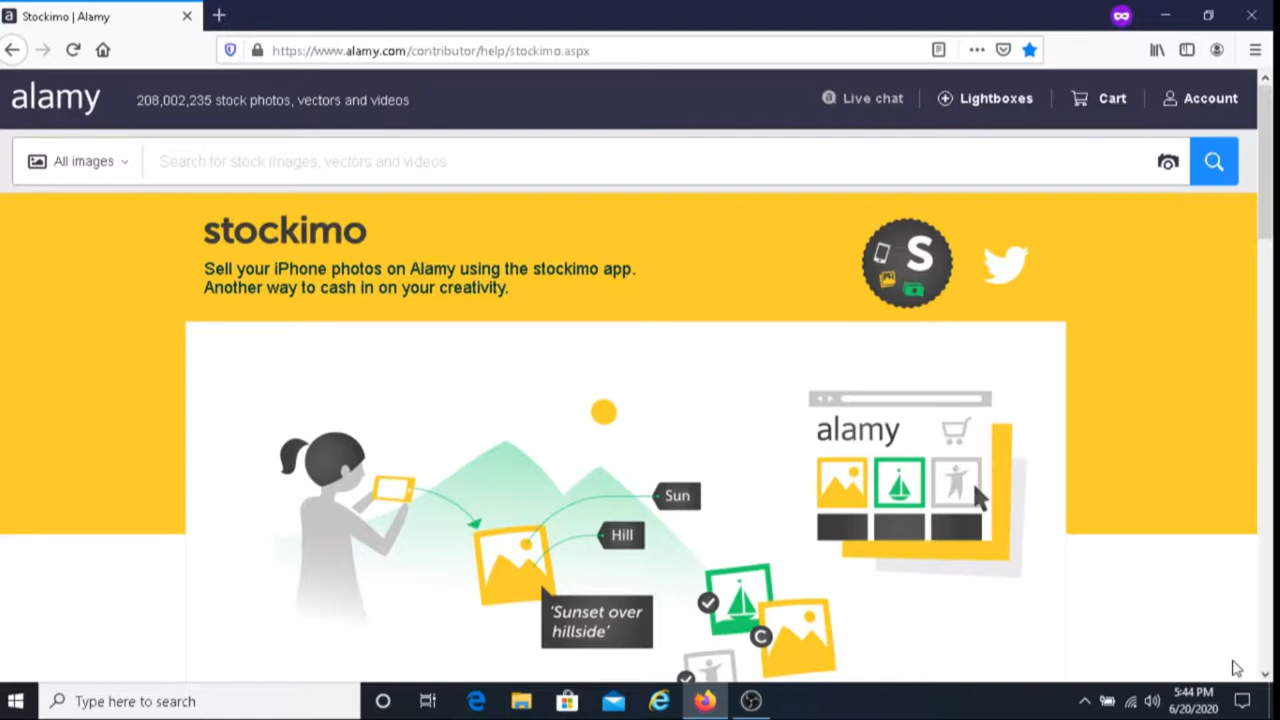 Stockimo | Alamy
https://www.alamy.com/contributor/help/stockimo.aspx
alamy
208,002,235 stock photos, vectors and videos
Live chat
Lightboxes
Cart
Account
All images
Search for stock images, vectors and videos
stockimo
Sell your iPhone photos on Alamy using the stockimo app.
Another way to cash in on your creativity.
S
alamy
Sun
Hill
'Sunset over
hillside'
C
Type here to search
5:44 PM
6/20/2020